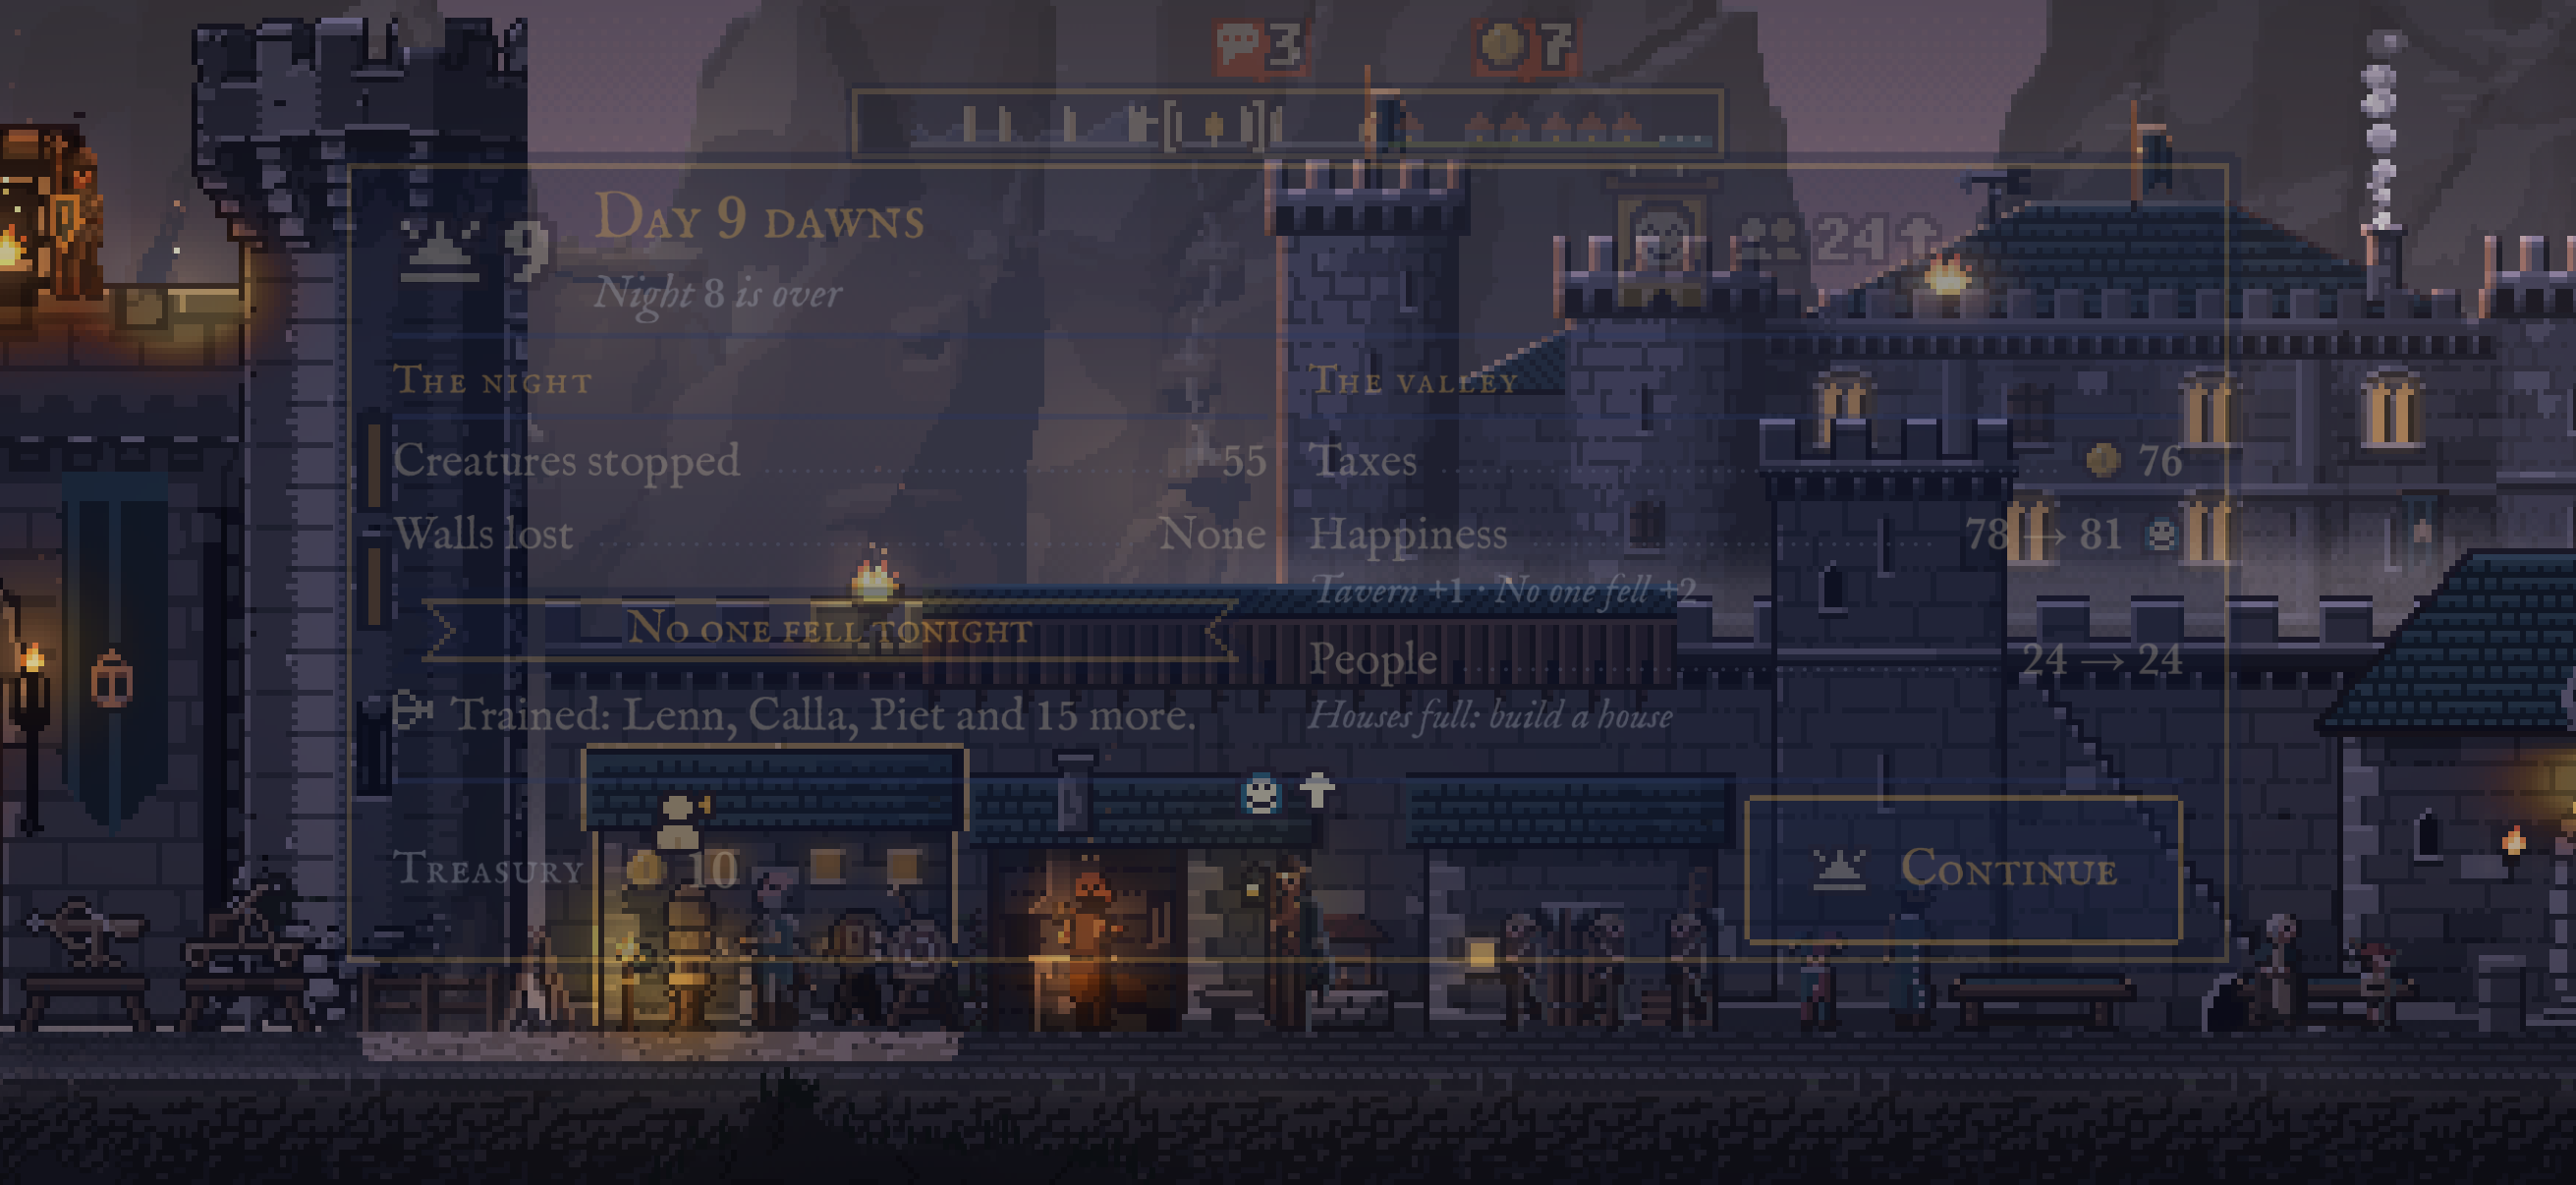 3
7
9
Day 9 dawns
24
Night 8 is over
The night
The valley
Creatures stopped 55
Taxes 76
Walls lost None
Happiness 78 → 81
Tavern +1 · No one fell +2
No one fell tonight
People 24 → 24
Trained: Lenn, Calla, Piet and 15 more.
Houses full: build a house
Treasury 10
Continue